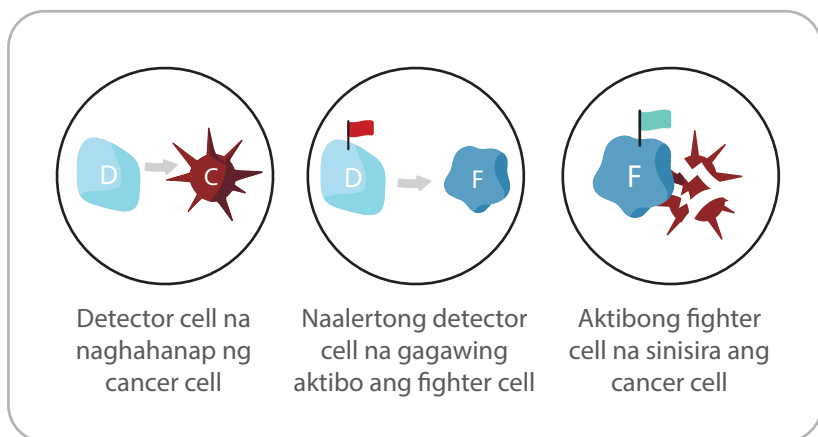 D
C
D
F
F
Detector cell na
naghahanap ng
cancer cell
Naalertong detector
cell na gagawing
aktibo ang fighter cell
Aktibong fighter
cell na sinisira ang
cancer cell